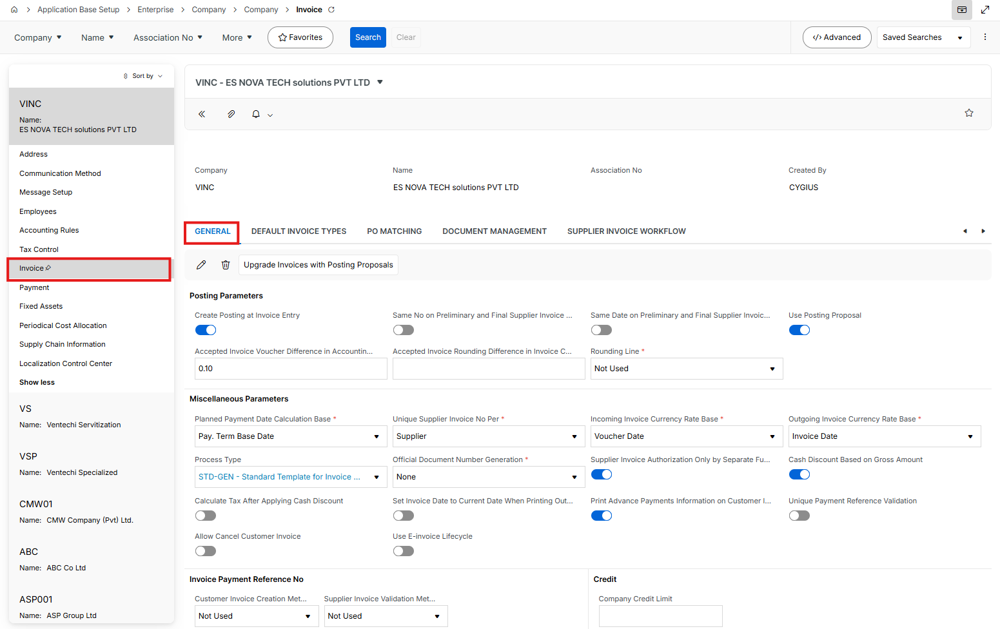 Application Base Setup > Enterprise > Company > Company > Invoice
Company Name Association No More Favorites Search Clear </> Advanced Saved Searches
Sort by
VINC
Name:
ES NOVA TECH solutions PVT LTD
Address
Communication Method
Message Setup
Employees
Accounting Rules
Tax Control
Invoice
Payment
Fixed Assets
Periodical Cost Allocation
Supply Chain Information
Localization Control Center
Show less
VS
Name: Ventechi Servitization
VSP
Name: Ventechi Specialized
CMW01
Name: CMW Company (Pvt) Ltd.
ABC
Name: ABC Co Ltd
ASP001
Name: ASP Group Ltd
VINC - ES NOVA TECH solutions PVT LTD
Company Name Association No Created By
VINC ES NOVA TECH solutions PVT LTD CYGIUS
GENERAL DEFAULT INVOICE TYPES PO MATCHING DOCUMENT MANAGEMENT SUPPLIER INVOICE WORKFLOW
Upgrade Invoices with Posting Proposals
Posting Parameters
Create Posting at Invoice Entry Same No on Preliminary and Final Supplier Invoice ... Same Date on Preliminary and Final Supplier Invoic... Use Posting Proposal
Accepted Invoice Voucher Difference in Accountin... Accepted Invoice Rounding Difference in Invoice C... Rounding Line *
0.10 Not Used
Miscellaneous Parameters
Planned Payment Date Calculation Base * Unique Supplier Invoice No Per * Incoming Invoice Currency Rate Base * Outgoing Invoice Currency Rate Base *
Pay. Term Base Date Supplier Voucher Date Invoice Date
Process Type Official Document Number Generation * Supplier Invoice Authorization Only by Separate Fu... Cash Discount Based on Gross Amount
STD-GEN - Standard Template for Invoice ... None
Calculate Tax After Applying Cash Discount Set Invoice Date to Current Date When Printing Out... Print Advance Payments Information on Customer I... Unique Payment Reference Validation
Allow Cancel Customer Invoice Use E-invoice Lifecycle
Invoice Payment Reference No Credit
Customer Invoice Creation Met... Supplier Invoice Validation Met... Company Credit Limit
Not Used Not Used